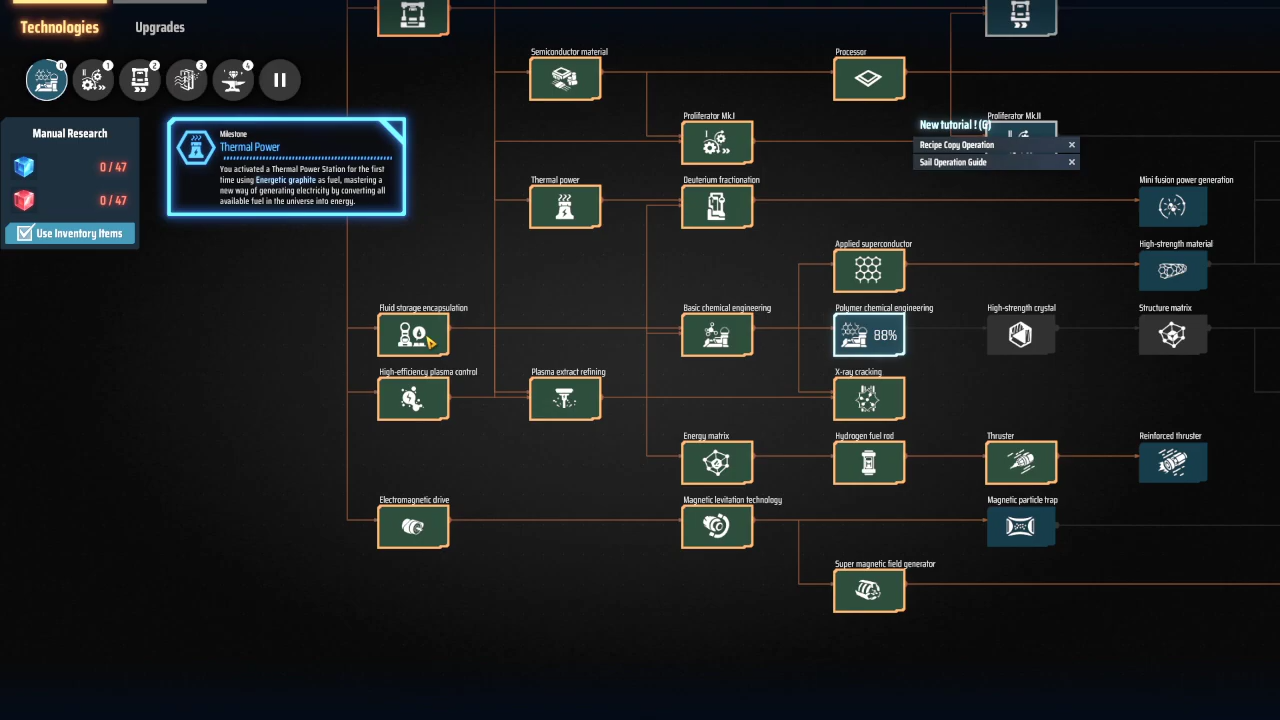 Technologies
Upgrades
0
1
2
3
4
Manual Research
0 / 47
0 / 47
Use Inventory Items
Milestone
Thermal Power
You activated a Thermal Power Station for the first
time using Energetic graphite as fuel, mastering a
new way of generating electricity by converting all
available fuel in the universe into energy.
Semiconductor material
Processor
Proliferator Mk.I
New tutorial ! (G)
Proliferator Mk.II
Recipe Copy Operation
Sail Operation Guide
Thermal power
Deuterium fractionation
Mini fusion power generation
Applied superconductor
High-strength material
Fluid storage encapsulation
Basic chemical engineering
Polymer chemical engineering
88%
High-strength crystal
Structure matrix
High-efficiency plasma control
Plasma extract refining
X-ray cracking
Energy matrix
Hydrogen fuel rod
Thruster
Reinforced thruster
Electromagnetic drive
Magnetic levitation technology
Magnetic particle trap
Super magnetic field generator